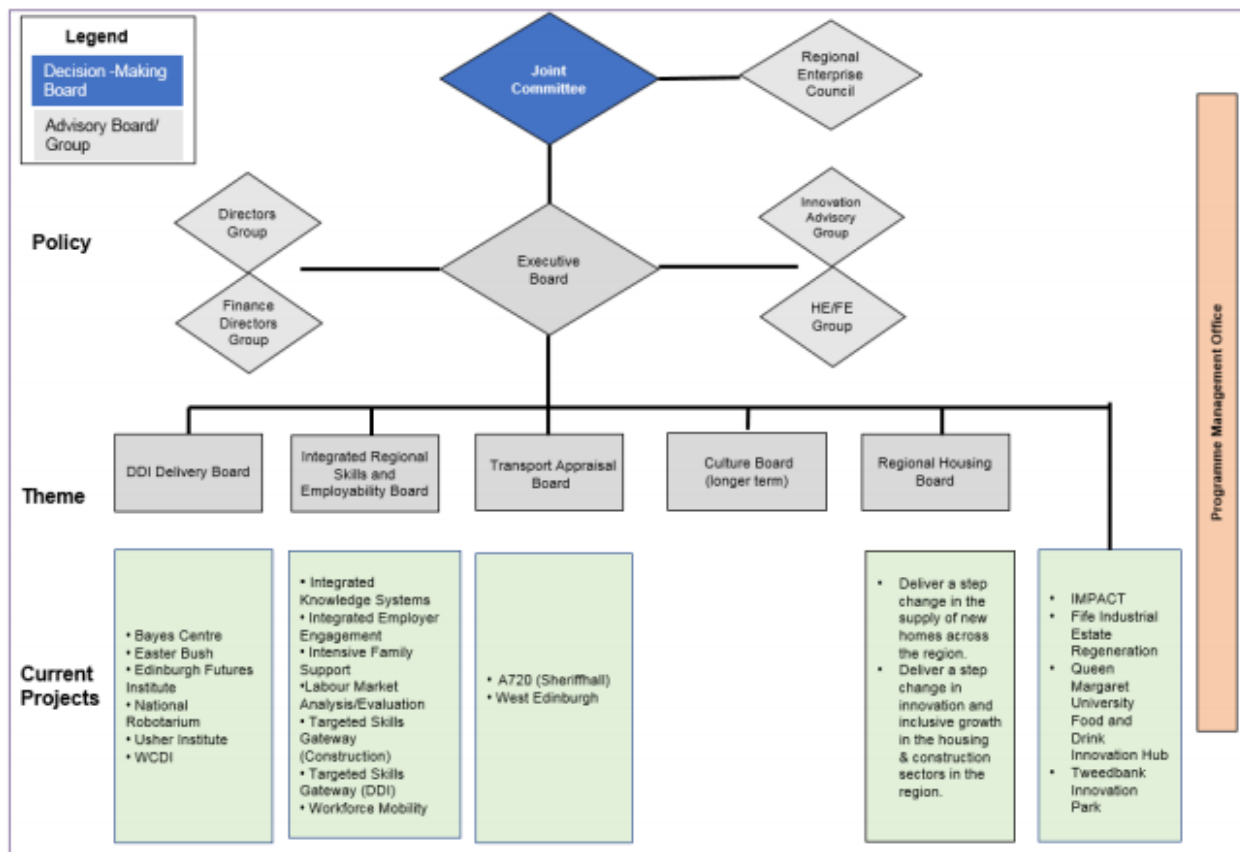 Legend
Decision -Making
Board
Advisory Board/
Group
Joint
Committee
Regional
Enterprise
Council
Policy
Directors
Group
Finance
Directors
Group
Executive
Board
Innovation
Advisory
Group
HE/FE
Group
Programme Management Office
Theme
DDI Delivery Board
Integrated Regional
Skills and
Employability Board
Transport Appraisal
Board
Culture Board
(longer term)
Regional Housing
Board
Current
Projects
• Bayes Centre
• Easter Bush
• Edinburgh Futures
Institute
• National
Robotarium
• Usher Institute
• WCDI
• Integrated
Knowledge Systems
• Integrated Employer
Engagement
• Intensive Family
Support
•Labour Market
Analysis/Evaluation
• Targeted Skills
Gateway
(Construction)
• Targeted Skills
Gateway (DDI)
• Workforce Mobility
• A720 (Sheriffhall)
• West Edinburgh
• Deliver a step
change in the
supply of new
homes across
the region.
• Deliver a step
change in
innovation and
inclusive growth
in the housing
& construction
sectors in the
region.
• IMPACT
• Fife Industrial
Estate
Regeneration
• Queen
Margaret
University
Food and
Drink
Innovation Hub
• Tweedbank
Innovation
Park